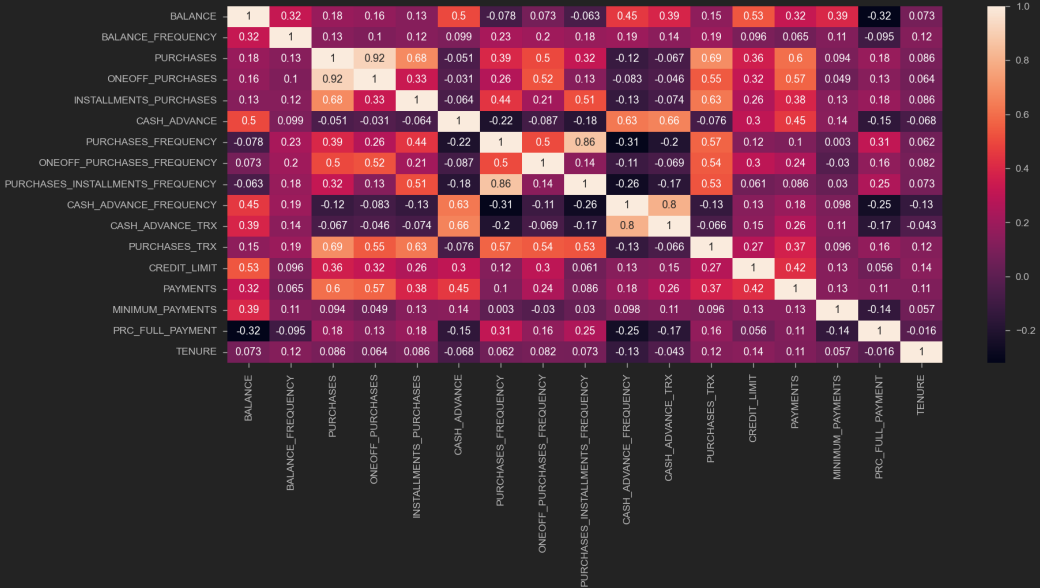 BALANCE 1 0.32 0.18 0.16 0.13 0.5 -0.078 0.073 -0.063 0.45 0.39 0.15 0.53 0.32 0.39 -0.32 0.073
BALANCE_FREQUENCY 0.32 1 0.13 0.1 0.12 0.099 0.23 0.2 0.18 0.19 0.14 0.19 0.096 0.065 0.11 -0.095 0.12
PURCHASES 0.18 0.13 1 0.92 0.68 -0.051 0.39 0.5 0.32 -0.12 -0.067 0.69 0.36 0.6 0.094 0.18 0.086
ONEOFF_PURCHASES 0.16 0.1 0.92 1 0.33 -0.031 0.26 0.52 0.13 -0.083 -0.046 0.55 0.32 0.57 0.049 0.13 0.064
INSTALLMENTS_PURCHASES 0.13 0.12 0.68 0.33 1 -0.064 0.44 0.21 0.51 -0.13 -0.074 0.63 0.26 0.38 0.13 0.18 0.086
CASH_ADVANCE 0.5 0.099 -0.051 -0.031 -0.064 1 -0.22 -0.087 -0.18 0.63 0.66 -0.076 0.3 0.45 0.14 -0.15 -0.068
PURCHASES_FREQUENCY -0.078 0.23 0.39 0.26 0.44 -0.22 1 0.5 0.86 -0.31 -0.2 0.57 0.12 0.1 0.003 0.31 0.062
ONEOFF_PURCHASES_FREQUENCY 0.073 0.2 0.5 0.52 0.21 -0.087 0.5 1 0.14 -0.11 -0.069 0.54 0.3 0.24 -0.03 0.16 0.082
PURCHASES_INSTALLMENTS_FREQUENCY -0.063 0.18 0.32 0.13 0.51 -0.18 0.86 0.14 1 -0.26 -0.17 0.53 0.061 0.086 0.03 0.25 0.073
CASH_ADVANCE_FREQUENCY 0.45 0.19 -0.12 -0.083 -0.13 0.63 -0.31 -0.11 -0.26 1 0.8 -0.13 0.13 0.18 0.098 -0.25 -0.13
CASH_ADVANCE_TRX 0.39 0.14 -0.067 -0.046 -0.074 0.66 -0.2 -0.069 -0.17 0.8 1 -0.066 0.15 0.26 0.11 -0.17 -0.043
PURCHASES_TRX 0.15 0.19 0.69 0.55 0.63 -0.076 0.57 0.54 0.53 -0.13 -0.066 1 0.27 0.37 0.096 0.16 0.12
CREDIT_LIMIT 0.53 0.096 0.36 0.32 0.26 0.3 0.12 0.3 0.061 0.13 0.15 0.27 1 0.42 0.13 0.056 0.14
PAYMENTS 0.32 0.065 0.6 0.57 0.38 0.45 0.1 0.24 0.086 0.18 0.26 0.37 0.42 1 0.13 0.11 0.11
MINIMUM_PAYMENTS 0.39 0.11 0.094 0.049 0.13 0.14 0.003 -0.03 0.03 0.098 0.11 0.096 0.13 0.13 1 -0.14 0.057
PRC_FULL_PAYMENT -0.32 -0.095 0.18 0.13 0.18 -0.15 0.31 0.16 0.25 -0.25 -0.17 0.16 0.056 0.11 -0.14 1 -0.016
TENURE 0.073 0.12 0.086 0.064 0.086 -0.068 0.062 0.082 0.073 -0.13 -0.043 0.12 0.14 0.11 0.057 -0.016 1
BALANCE
BALANCE_FREQUENCY
PURCHASES
ONEOFF_PURCHASES
INSTALLMENTS_PURCHASES
CASH_ADVANCE
PURCHASES_FREQUENCY
ONEOFF_PURCHASES_FREQUENCY
PURCHASES_INSTALLMENTS_FREQUENCY
CASH_ADVANCE_FREQUENCY
CASH_ADVANCE_TRX
PURCHASES_TRX
CREDIT_LIMIT
PAYMENTS
MINIMUM_PAYMENTS
PRC_FULL_PAYMENT
TENURE
1.0
0.8
0.6
0.4
0.2
0.0
−0.2